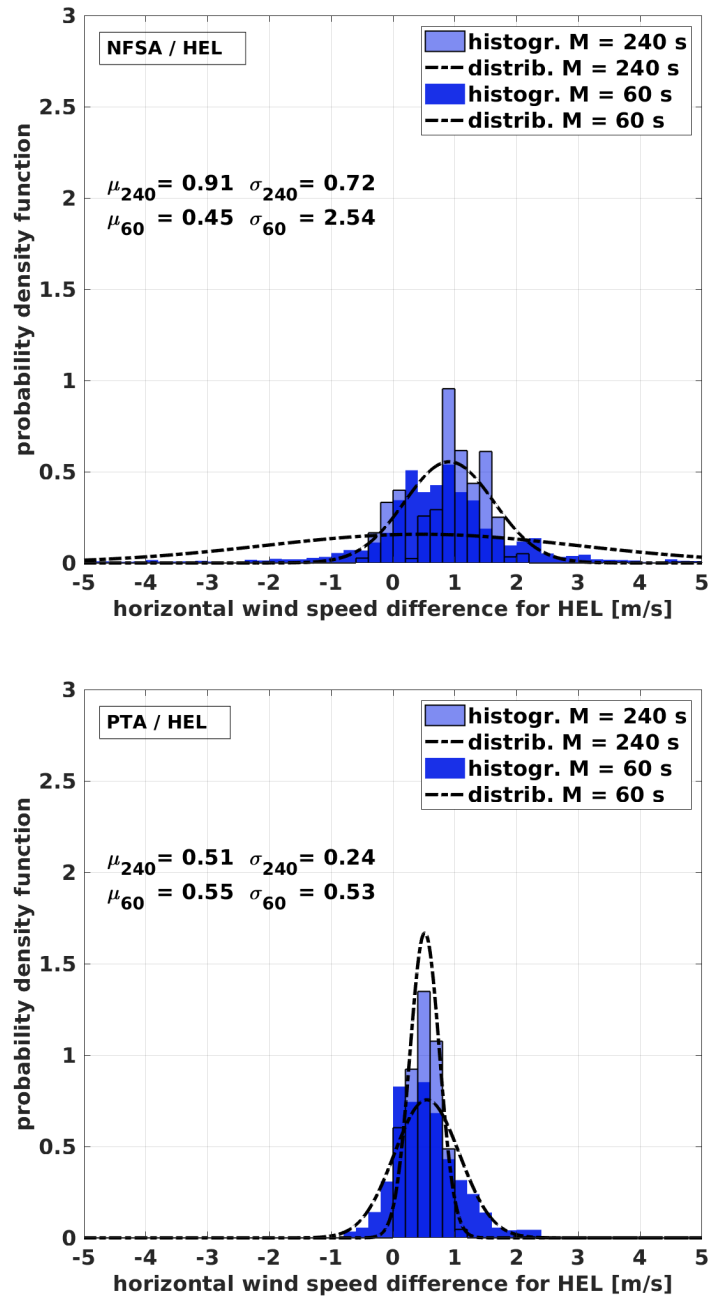 NFSA / HEL
histogr. M = 240 s
distrib. M = 240 s
histogr. M = 60 s
distrib. M = 60 s
μ240= 0.91 σ240= 0.72
μ60 = 0.45 σ60 = 2.54
probability density function
3
2.5
2
1.5
1
0.5
0
-5 -4 -3 -2 -1 0 1 2 3 4 5
horizontal wind speed difference for HEL [m/s]
PTA / HEL
histogr. M = 240 s
distrib. M = 240 s
histogr. M = 60 s
distrib. M = 60 s
μ240= 0.51 σ240= 0.24
μ60 = 0.55 σ60 = 0.53
probability density function
3
2.5
2
1.5
1
0.5
0
-5 -4 -3 -2 -1 0 1 2 3 4 5
horizontal wind speed difference for HEL [m/s]